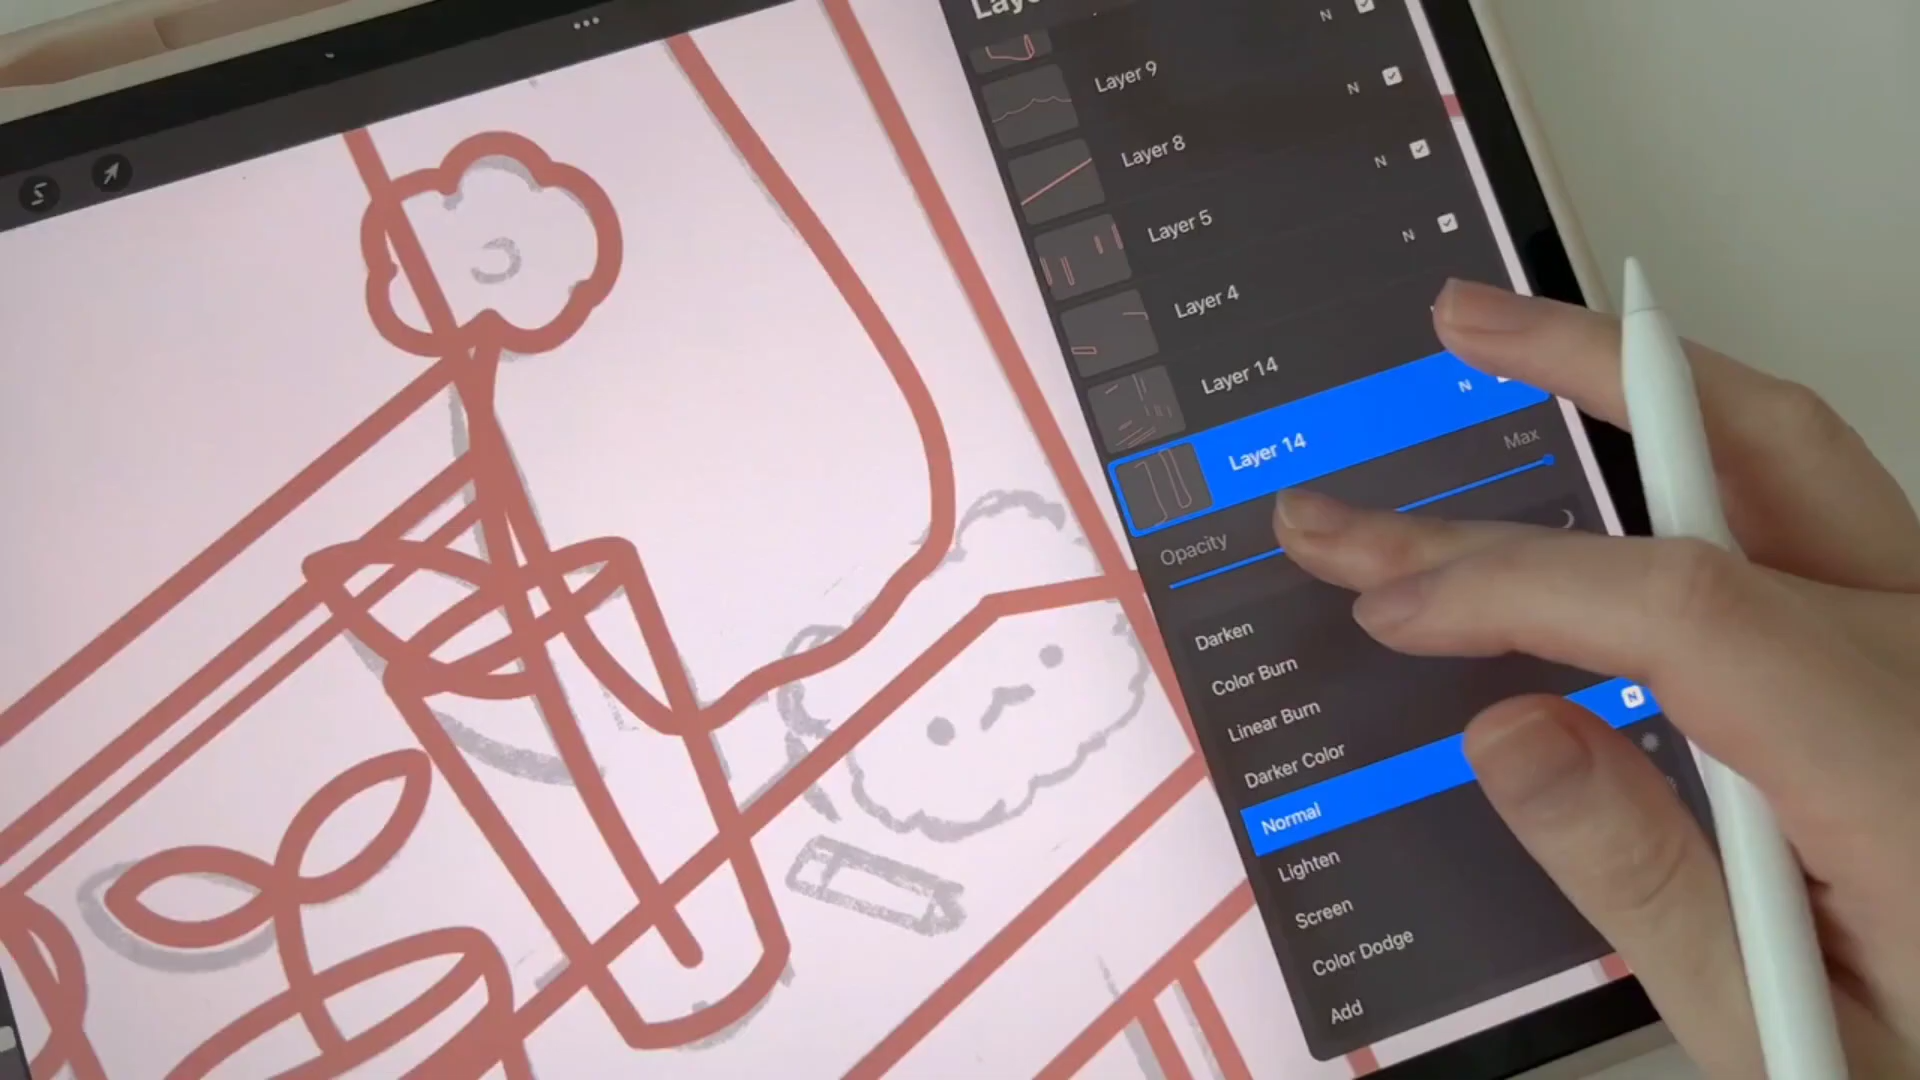 Laye
N
Layer 9
N
Layer 8
N
Layer 5
N
Layer 4
Layer 14
N
Layer 14
Max
Opacity
Darken
Color Burn
Linear Burn
Darker Color
N
Normal
Lighten
Screen
Color Dodge
Add